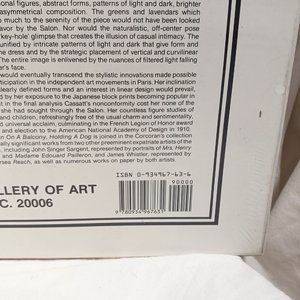 ional figures, abstract forms, patterns of light and dark, brighter
asymmetrical composition. The greens and lavenders which
to much to the serenity of the piece would not have been looked
favor by the Salon. Nor would the naturalistic, off-center pose
"key-hole" glimpse that creates the illusion of casual intimacy. The
unified by intricate patterns of light and dark that give form and
the dress and by the strategic placement of vertical and curvilinear
The entire image is enlivened by the nuances of filtered light falling
er's face.
would eventually transcend the stylistic innovations made possible
participation in the independent art movements in Paris. Her inclination
clearly defined forms and an interest in linear design would prevail,
by her exposure to the Japanese block prints becoming popular at
in the final analysis Cassatt's nonconformity cost her none of the
she had sought through the Salon. Her countless figure studies of
and children, refreshingly free of the usual charm and sentimentality,
universal acclaim, culminating in the French Legion of Honor
and election to the American National Academy of Design in 1910.
On A Balcony, Holding A Dog is joined in the Corcoran's collection
ually significant works from two other preeminent expatriate artists of the
, including John Singer Sargent, represented by portraits of Mrs. Henry
and Madame Edouard Pailleron, and James Whistler, represented by
ersea Reach, as well as numerous works on paper by both artists.
LLERY OF ART
C. 20006
ISBN 0-934967-63-6
90000
9 780934 967631